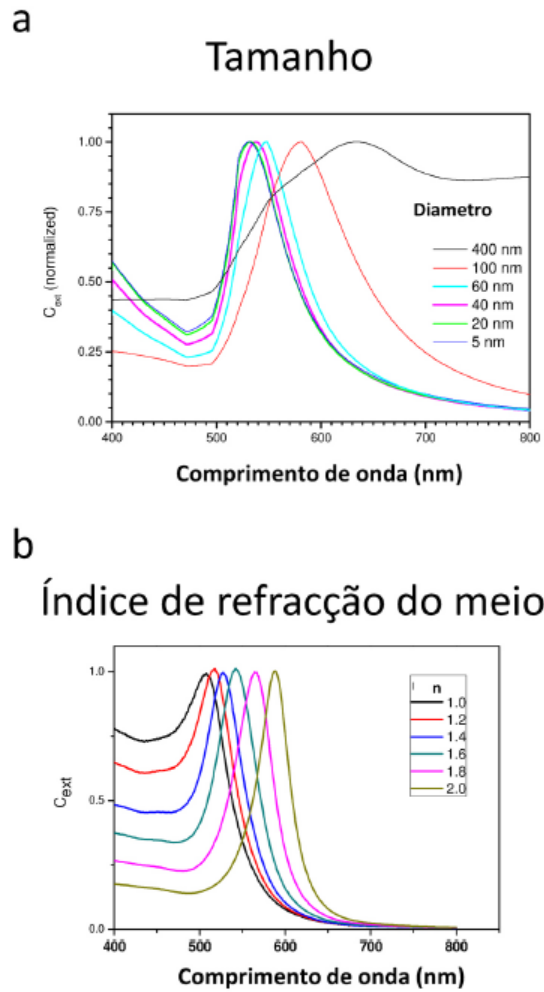 a
Tamanho
1.00
0.75
0.50
0.25
0.00
C_ext (normalized)
Diametro
400 nm
100 nm
60 nm
40 nm
20 nm
5 nm
400 500 600 700 800
Comprimento de onda (nm)
b
Índice de refracção do meio
1.0
0.5
0.0
C_ext
n
1.0
1.2
1.4
1.6
1.8
2.0
400 500 600 700 800
Comprimento de onda (nm)